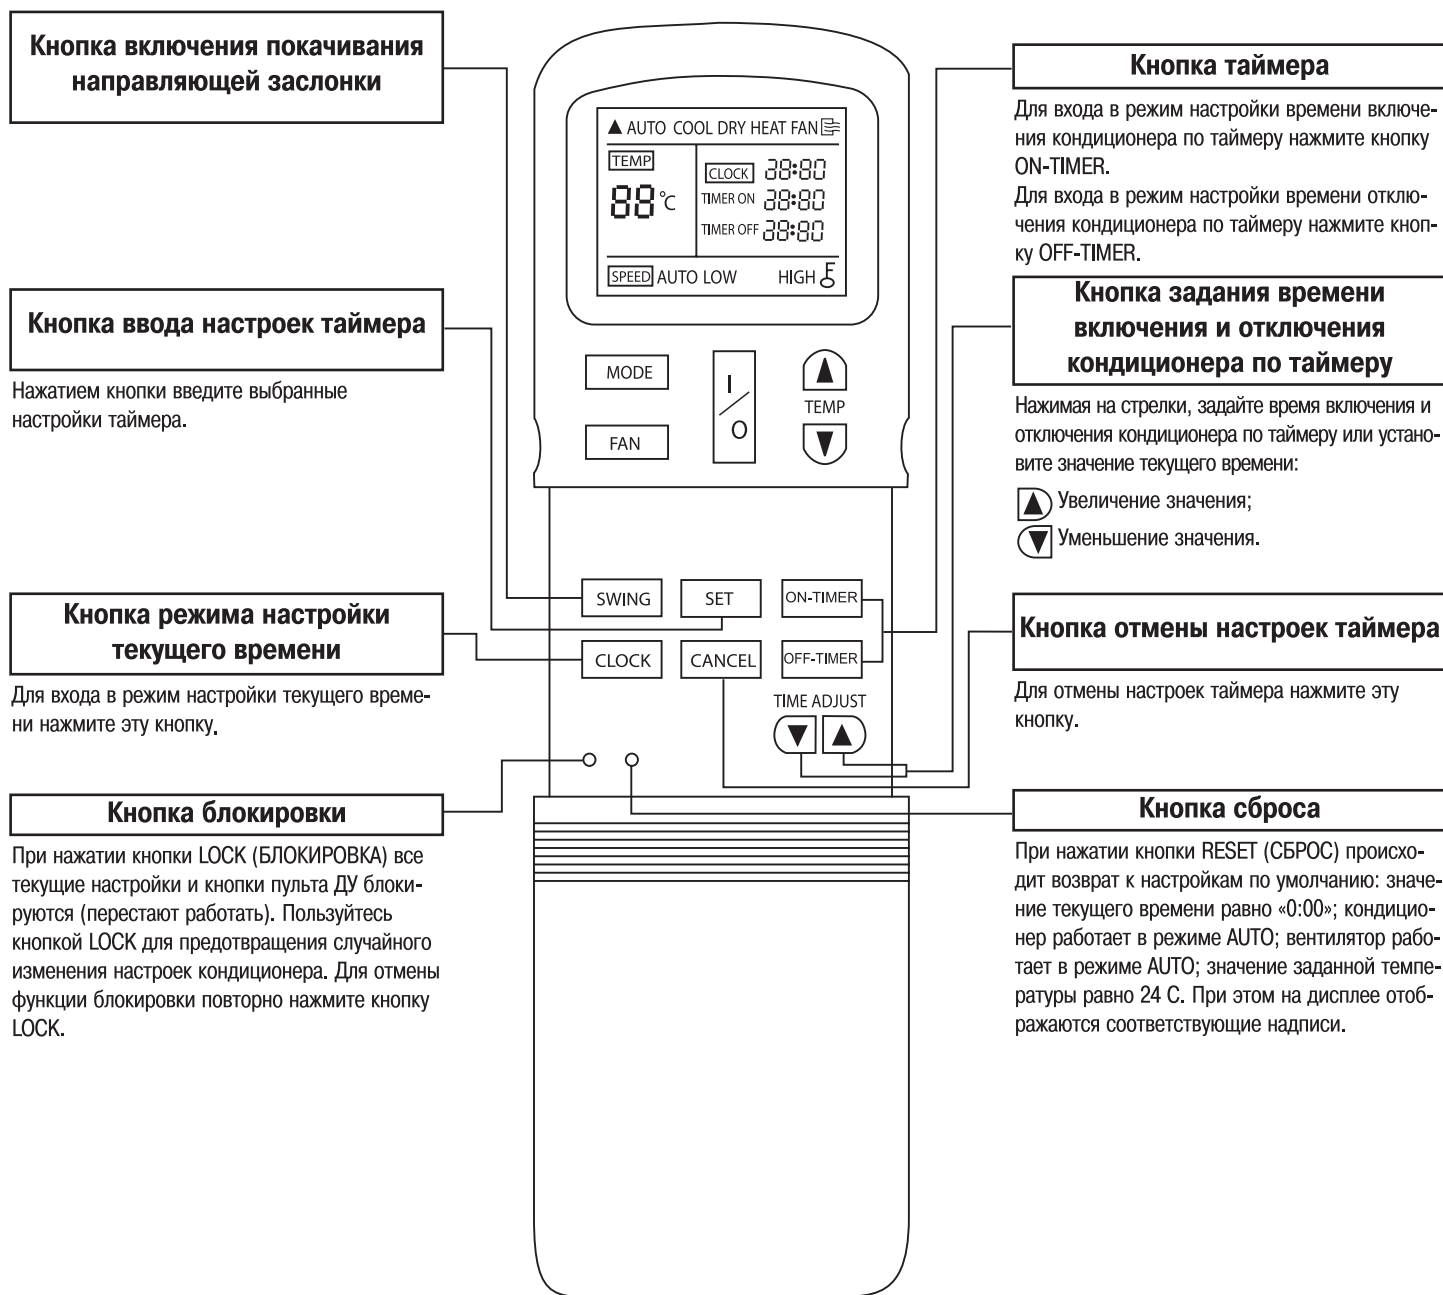 Кнопка включения покачивания
направляющей заслонки
Кнопка ввода настроек таймера
Нажатием кнопки введите выбранные
настройки таймера.
Кнопка режима настройки
текущего времени
Для входа в режим настройки текущего време-
ни нажмите эту кнопку.
Кнопка блокировки
При нажатии кнопки LOCK (БЛОКИРОВКА) все
текущие настройки и кнопки пульта ДУ блоки-
руются (перестают работать). Пользуйтесь
кнопкой LOCK для предотвращения случайного
изменения настроек кондиционера. Для отмены
функции блокировки повторно нажмите кнопку
LOCK.
▲ AUTO COOL DRY HEAT FAN
TEMP
88°C
CLOCK 88:80
TIMER ON 88:80
TIMER OFF 88:80
SPEED AUTO LOW HIGH
MODE
I/O
TEMP
FAN
SWING SET ON-TIMER
CLOCK CANCEL OFF-TIMER
TIME ADJUST
▼ ▲
Кнопка таймера
Для входа в режим настройки времени включе-
ния кондиционера по таймеру нажмите кнопку
ON-TIMER.
Для входа в режим настройки времени отклю-
чения кондиционера по таймеру нажмите кноп-
ку OFF-TIMER.
Кнопка задания времени
включения и отключения
кондиционера по таймеру
Нажимая на стрелки, задайте время включения и
отключения кондиционера по таймеру или устано-
вите значение текущего времени:
▲ Увеличение значения;
▼ Уменьшение значения.
Кнопка отмены настроек таймера
Для отмены настроек таймера нажмите эту
кнопку.
Кнопка сброса
При нажатии кнопки RESET (СБРОС) происхо-
дит возврат к настройкам по умолчанию: значе-
ние текущего времени равно «0:00»; кондицио-
нер работает в режиме AUTO; вентилятор рабо-
тает в режиме AUTO; значение заданной темпе-
ратуры равно 24 С. При этом на дисплее отоб-
ражаются соответствующие надписи.